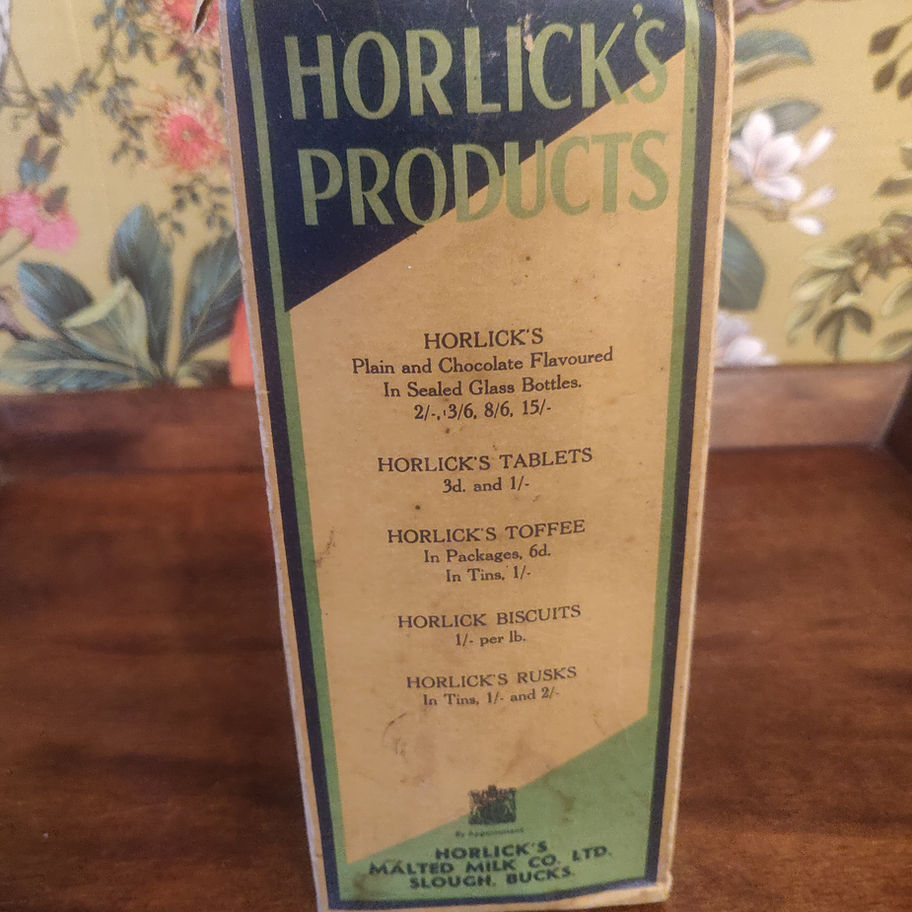 HORLICK'S
PRODUCTS
HORLICK'S
Plain and Chocolate Flavoured
In Sealed Glass Bottles.
2/-, 3/6, 8/6, 15/-
HORLICK'S TABLETS
3d. and 1/-
HORLICK'S TOFFEE
In Packages, 6d.
In Tins, 1/-
HORLICK BISCUITS
1/- per lb.
HORLICK'S RUSKS
In Tins, 1/- and 2/-
By Appointment
HORLICK'S
MALTED MILK CO. LTD.
SLOUGH, BUCKS.